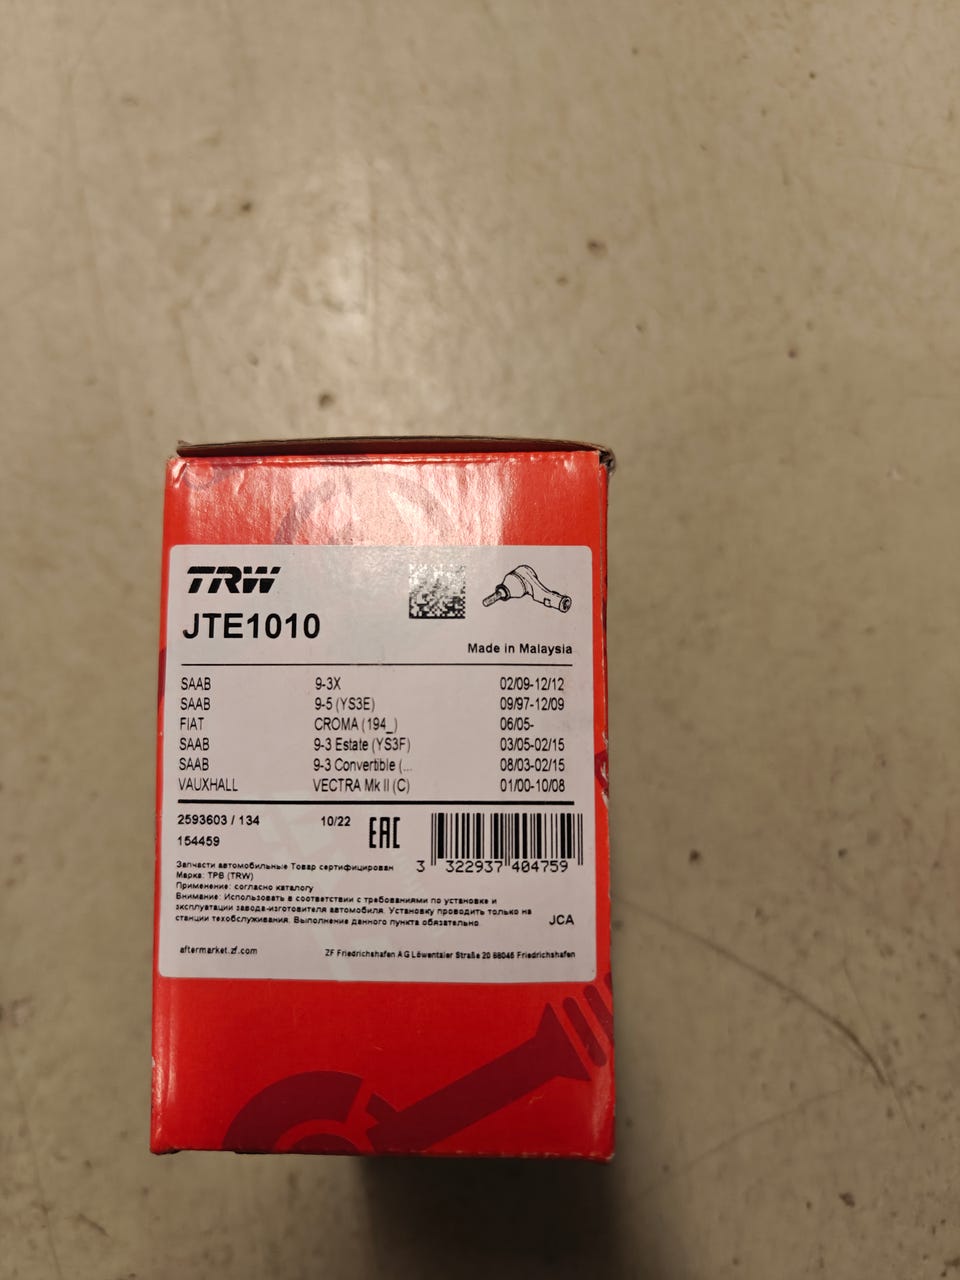 TRW
JTE1010
Made in Malaysia
SAAB 9-3X 02/09-12/12
SAAB 9-5 (YS3E) 09/97-12/09
FIAT CROMA (194_) 06/05-
SAAB 9-3 Estate (YS3F) 03/05-02/15
SAAB 9-3 Convertible (... 08/03-02/15
VAUXHALL VECTRA Mk II (C) 01/00-10/08
2593603 / 134 10/22 EAC
154459
3 322937 404759
Запчасти автомобильные Товар сертифицирован
Марка: ТРВ (TRW)
Применение: согласно каталогу
Внимание: Использовать в соответствии с требованиями по установке и
эксплуатации завода-изготовителя автомобиля. Установку проводить только на
станции техобслуживания. Выполнение данного пункта обязательно.
JCA
aftermarket.zf.com
ZF Friedrichshafen AG Löwentaler Straße 20 88046 Friedrichshafen